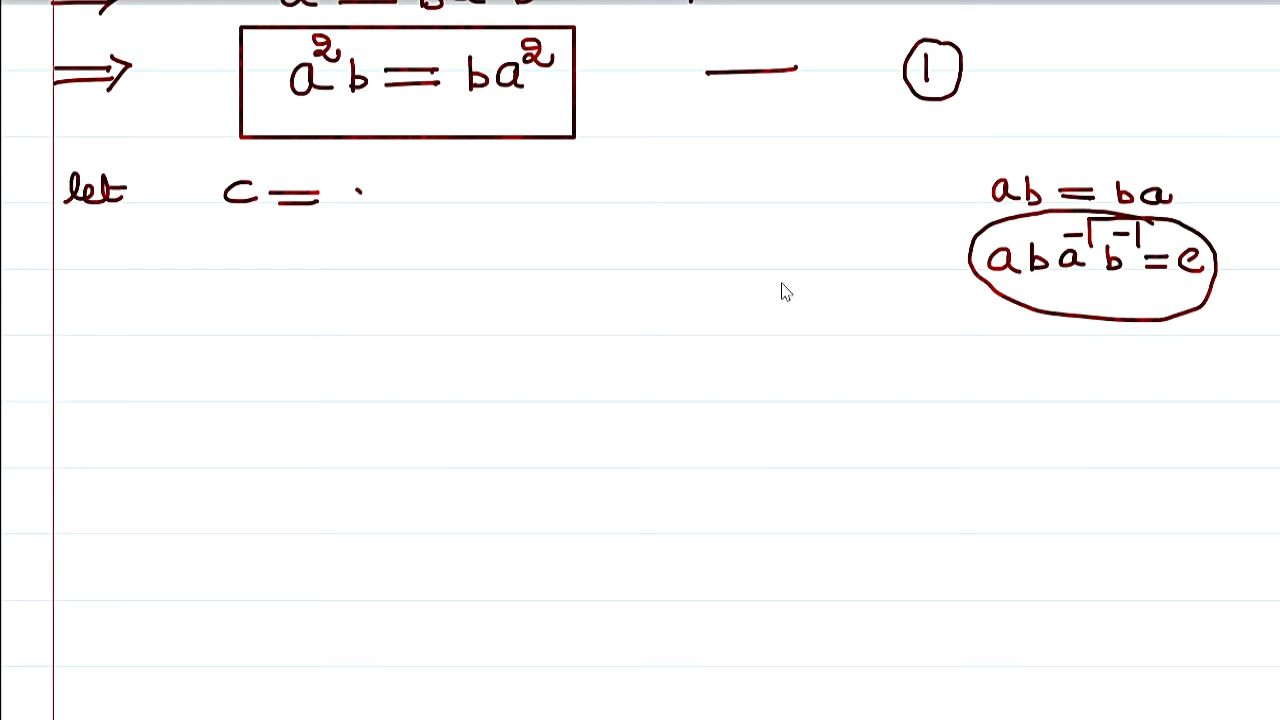 ⟹ a²b = ba² — ①
let c = ·
ab = ba
aba⁻¹b⁻¹ = e